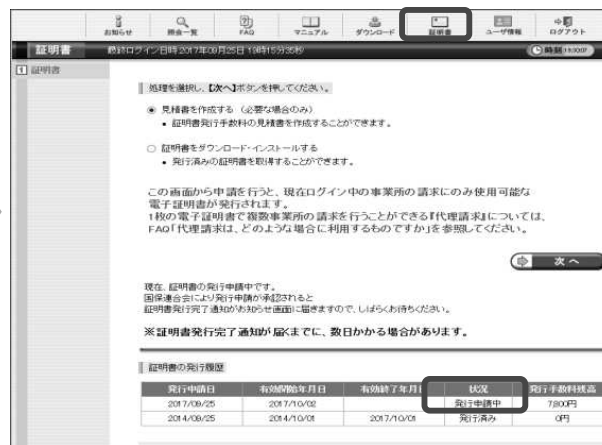 お知らせ 照会一覧 FAQ マニュアル ダウンロード 証明書 ユーザ情報 ログアウト
証明書 最終ログイン日時:2017年09月25日 19時15分35秒
1 証明書
処理を選択し、【次へ】ボタンを押してください。
見積書を作成する (必要な場合のみ)
• 証明書発行手数料の見積書を作成することができます。
証明書をダウンロード・インストールする
• 発行済みの証明書を取得することができます。
この画面から申請を行うと、現在ログイン中の事業所の請求にのみ使用可能な
電子証明書が発行されます。
1枚の電子証明書で複数事業所の請求を行うことができる『代理請求』については、
FAQ「代理請求は、どのような場合に利用するものですか」を参照してください。
次へ
現在、証明書の発行申請中です。
国保連合会により発行申請が承認されると
証明書発行完了通知がお知らせ画面に届きますので、しばらくお待ちください。
※証明書発行完了通知が届くまでに、数日かかる場合があります。
証明書の発行履歴
発行申請日 有効開始年月日 有効終了年月日 状況 発行手数料残高
2017/09/25 2017/10/02 発行申請中 7,800円
2014/09/25 2014/10/01 2017/10/01 発行済み 0円